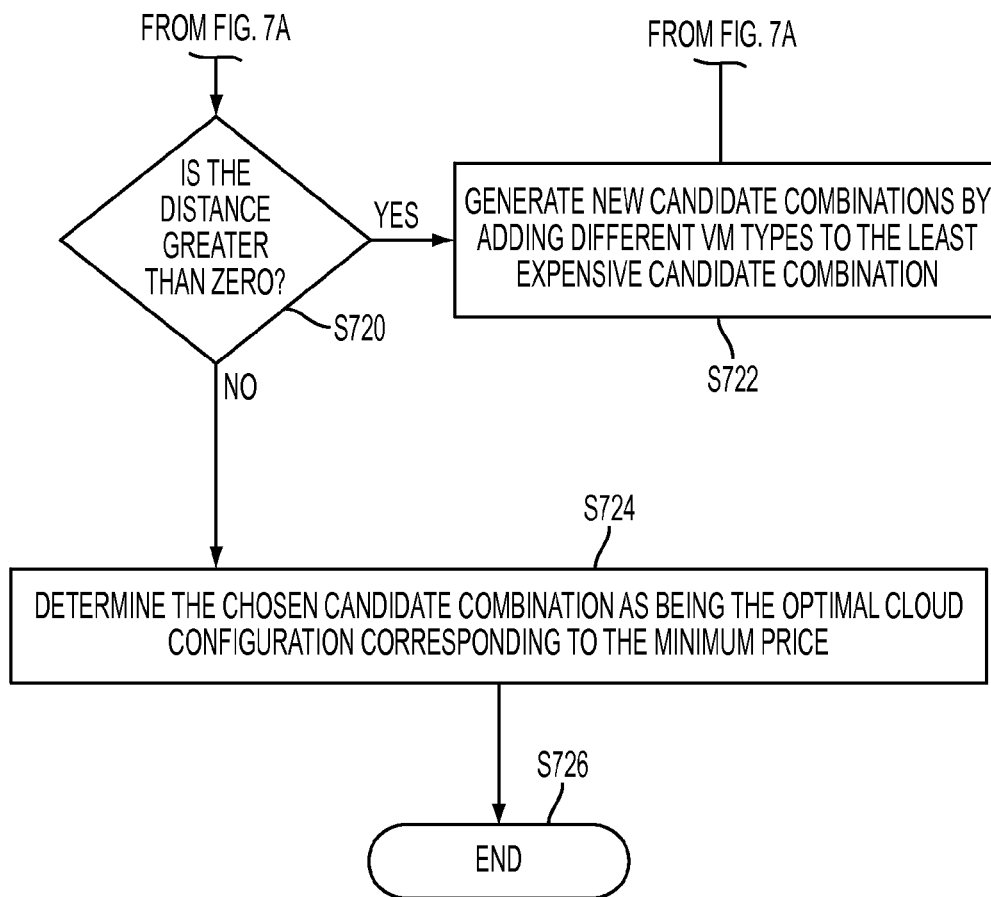 FROM FIG. 7A
FROM FIG. 7A
IS THE
DISTANCE
GREATER
THAN ZERO?
YES
S720
NO
GENERATE NEW CANDIDATE COMBINATIONS BY
ADDING DIFFERENT VM TYPES TO THE LEAST
EXPENSIVE CANDIDATE COMBINATION
S722
S724
DETERMINE THE CHOSEN CANDIDATE COMBINATION AS BEING THE OPTIMAL CLOUD
CONFIGURATION CORRESPONDING TO THE MINIMUM PRICE
S726
END